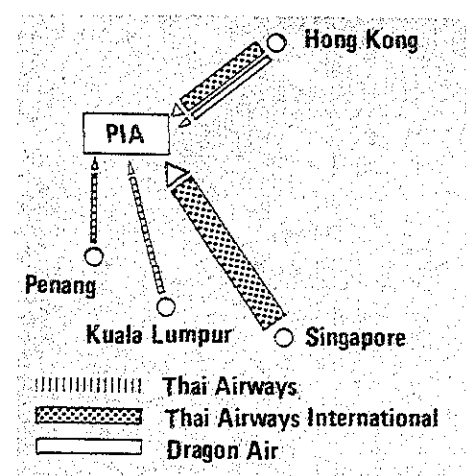 Hong Kong
PIA
Penang
Kuala Lumpur
Singapore
Thai Airways
Thai Airways International
Dragon Air